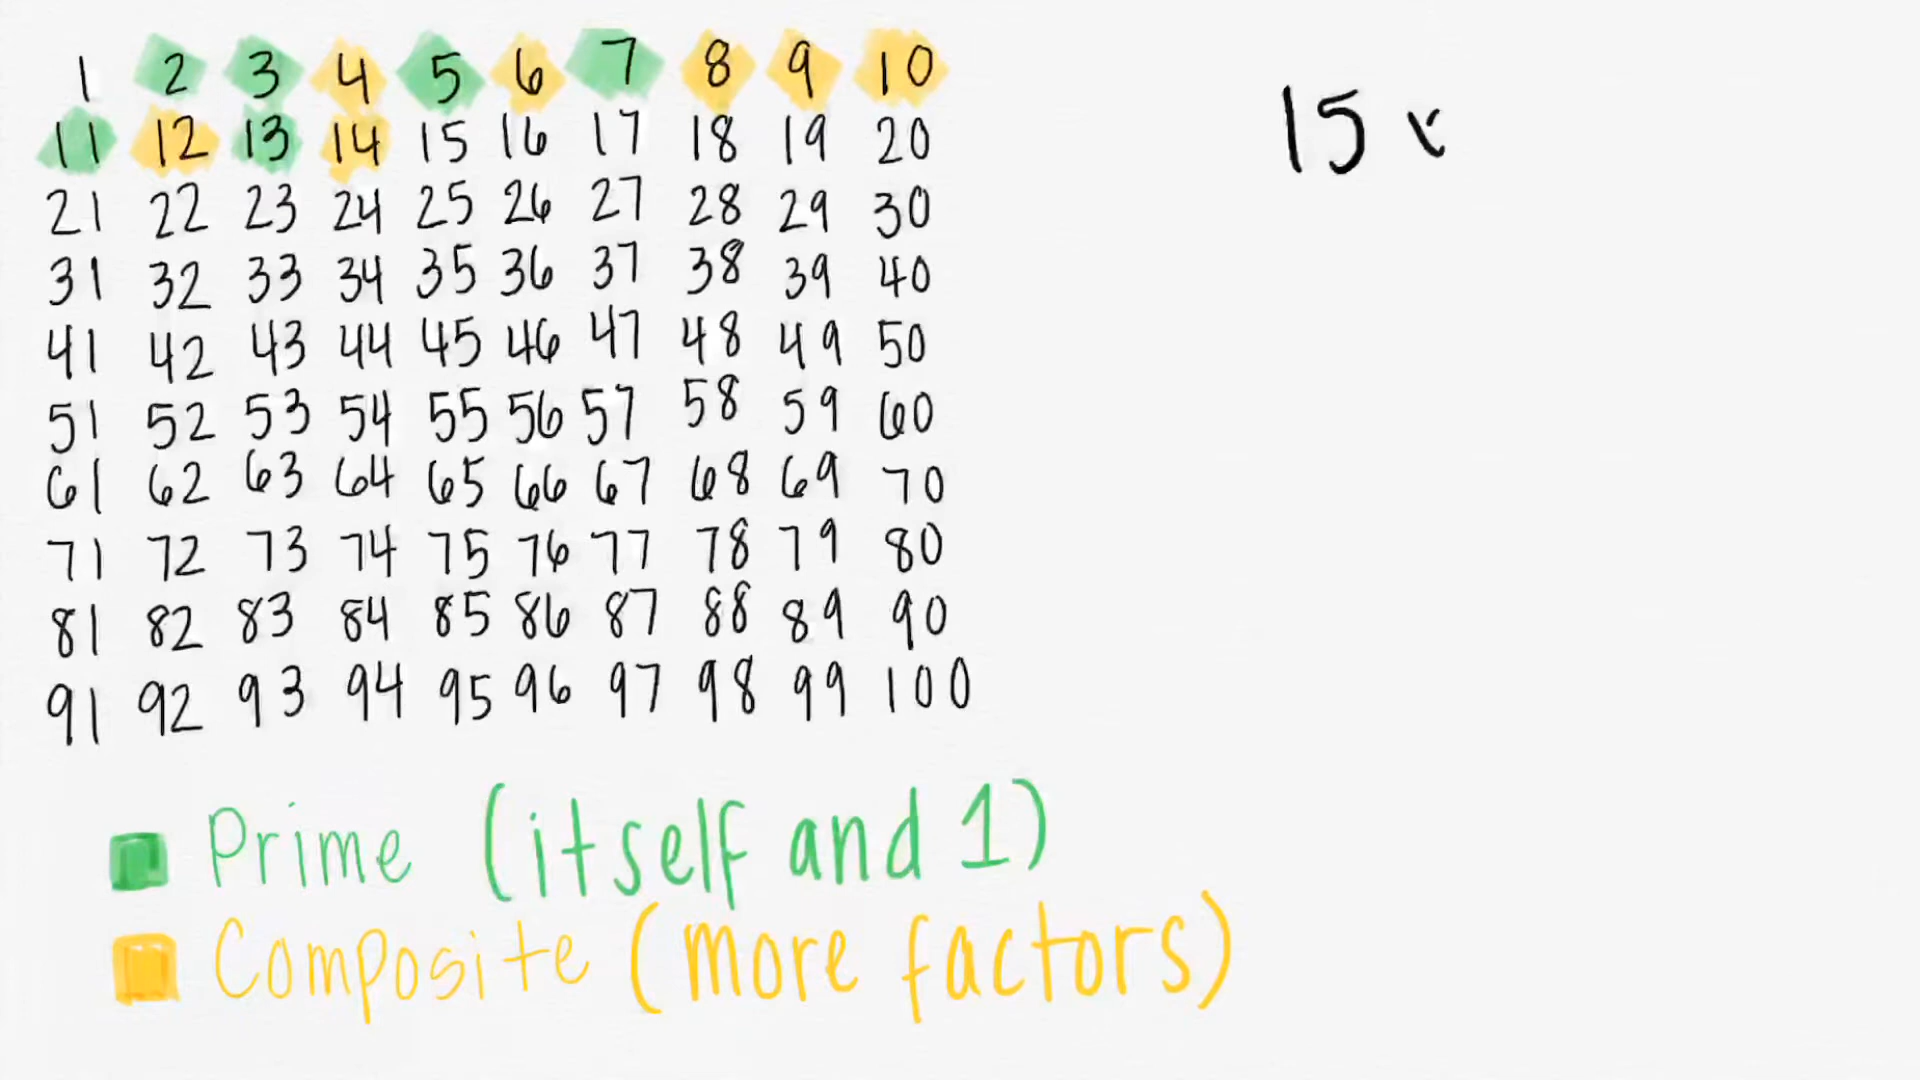 1 2 3 4 5 6 7 8 9 10
11 12 13 14 15 16 17 18 19 20
21 22 23 24 25 26 27 28 29 30
31 32 33 34 35 36 37 38 39 40
41 42 43 44 45 46 47 48 49 50
51 52 53 54 55 56 57 58 59 60
61 62 63 64 65 66 67 68 69 70
71 72 73 74 75 76 77 78 79 80
81 82 83 84 85 86 87 88 89 90
91 92 93 94 95 96 97 98 99 100
15 x
Prime (itself and 1)
Composite (more factors)